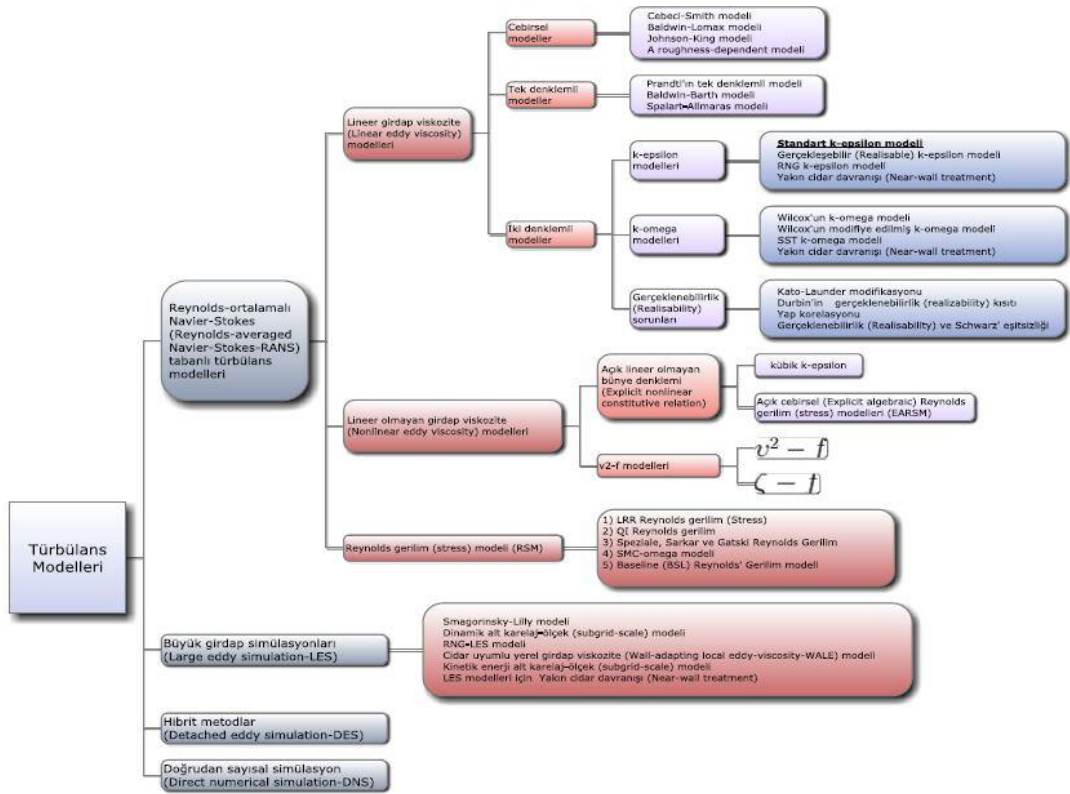 Türbülans
Modelleri
Reynolds-ortalamalı
Navier-Stokes
(Reynolds-averaged
Navier-Stokes-RANS)
tabanlı türbülans
modelleri
Lineer girdap viskozite
(Linear eddy viscosity)
modelleri
Cebirsel
modeller
Cebeci-Smith modeli
Baldwin-Lomax modeli
Johnson-King modeli
A roughness-dependent modeli
Tek denklemli
modeller
Prandtl'ın tek denklemli modeli
Baldwin-Barth modeli
Spalart-Allmaras modeli
İki denklemli
modeller
k-epsilon
modelleri
Standart k-epsilon modeli
Gerçekleşebilir (Realisable) k-epsilon modeli
RNG k-epsilon modeli
Yakın cidar davranışı (Near-wall treatment)
k-omega
modelleri
Wilcox'un k-omega modeli
Wilcox'un modifiye edilmiş k-omega modeli
SST k-omega modeli
Yakın cidar davranışı (Near-wall treatment)
Gerçeklenebilirlik
(Realisability)
sorunları
Kato-Launder modifikasyonu
Durbin'in gerçeklenebilirlik (realizability) kısıtı
Yap korelasyonu
Gerçeklenebilirlik (Realisability) ve Schwarz' eşitsizliği
Lineer olmayan girdap viskozite
(Nonlinear eddy viscosity) modelleri
Açık lineer olmayan
bünye denklemi
(Explicit nonlinear
constitutive relation)
kübik k-epsilon
Açık cebirsel (Explicit algebraic) Reynolds
gerilim (stress) modelleri (EARSM)
v2-f modelleri
υ² − f
ζ − f
Reynolds gerilim (stress) modeli (RSM)
1) LRR Reynolds gerilim (Stress)
2) QI Reynolds gerilim
3) Speziale, Sarkar ve Gatski Reynolds Gerilim
4) SMC-omega modeli
5) Baseline (BSL) Reynolds' Gerilim modeli
Büyük girdap simülasyonları
(Large eddy simulation-LES)
Smagorinsky-Lilly modeli
Dinamik alt karelaj-ölçek (subgrid-scale) modeli
RNG-LES modeli
Cidar uyumlu yerel girdap viskozite (Wall-adapting local eddy-viscosity-WALE) modeli
Kinetik enerji alt karelaj-ölçek (subgrid-scale) modeli
LES modelleri için Yakın cidar davranışı (Near-wall treatment)
Hibrit metodlar
(Detached eddy simulation-DES)
Doğrudan sayısal simülasyon
(Direct numerical simulation-DNS)